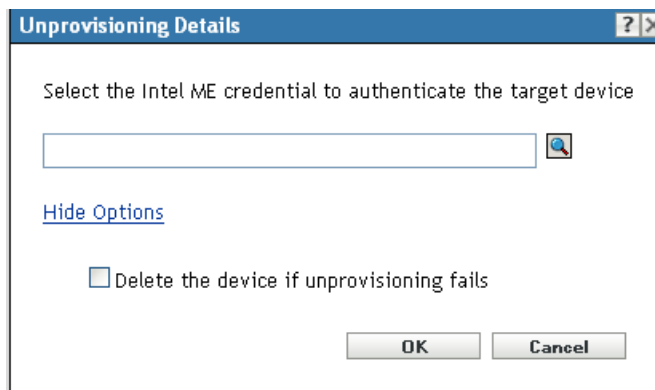 Unprovisioning Details ? X
Select the Intel ME credential to authenticate the target device
Hide Options
Delete the device if unprovisioning fails
OK Cancel